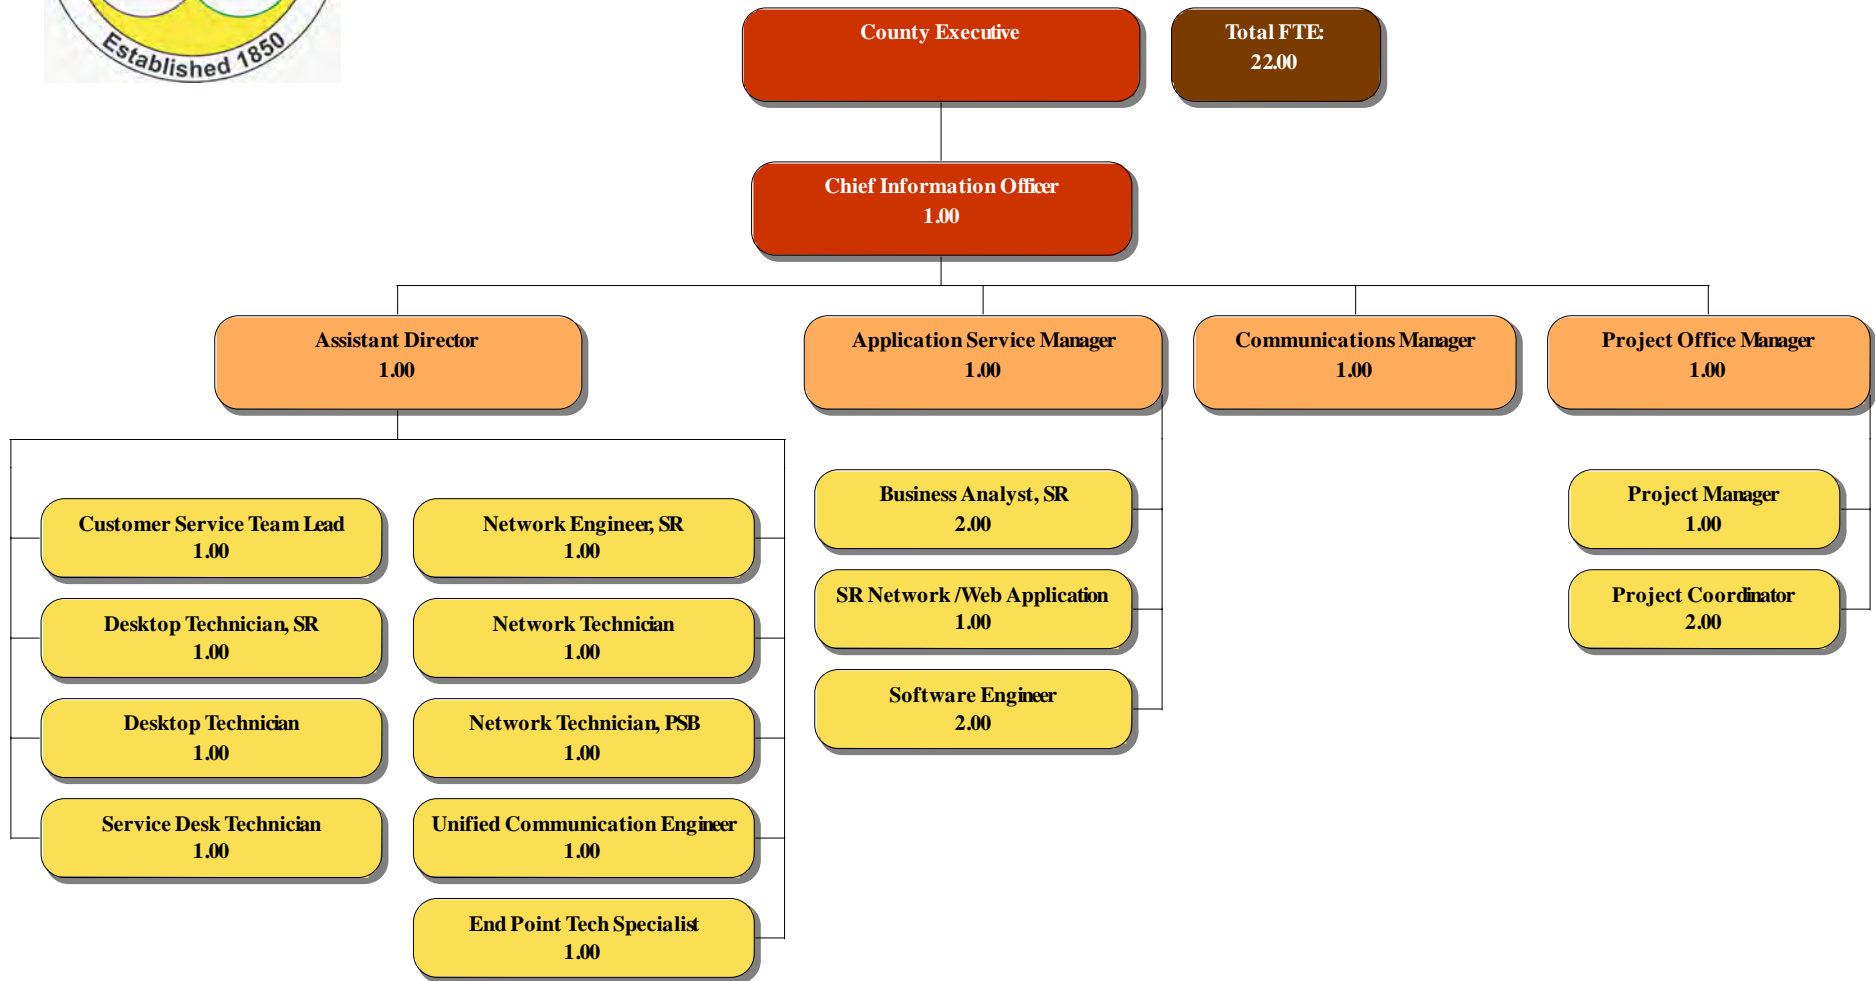 Established 1850
County Executive
Total FTE:
22.00
Chief Information Officer
1.00
Assistant Director
1.00
Application Service Manager
1.00
Communications Manager
1.00
Project Office Manager
1.00
Customer Service Team Lead
1.00
Desktop Technician, SR
1.00
Desktop Technician
1.00
Service Desk Technician
1.00
Network Engineer, SR
1.00
Network Technician
1.00
Network Technician, PSB
1.00
Unified Communication Engineer
1.00
End Point Tech Specialist
1.00
Business Analyst, SR
2.00
SR Network /Web Application
1.00
Software Engineer
2.00
Project Manager
1.00
Project Coordinator
2.00